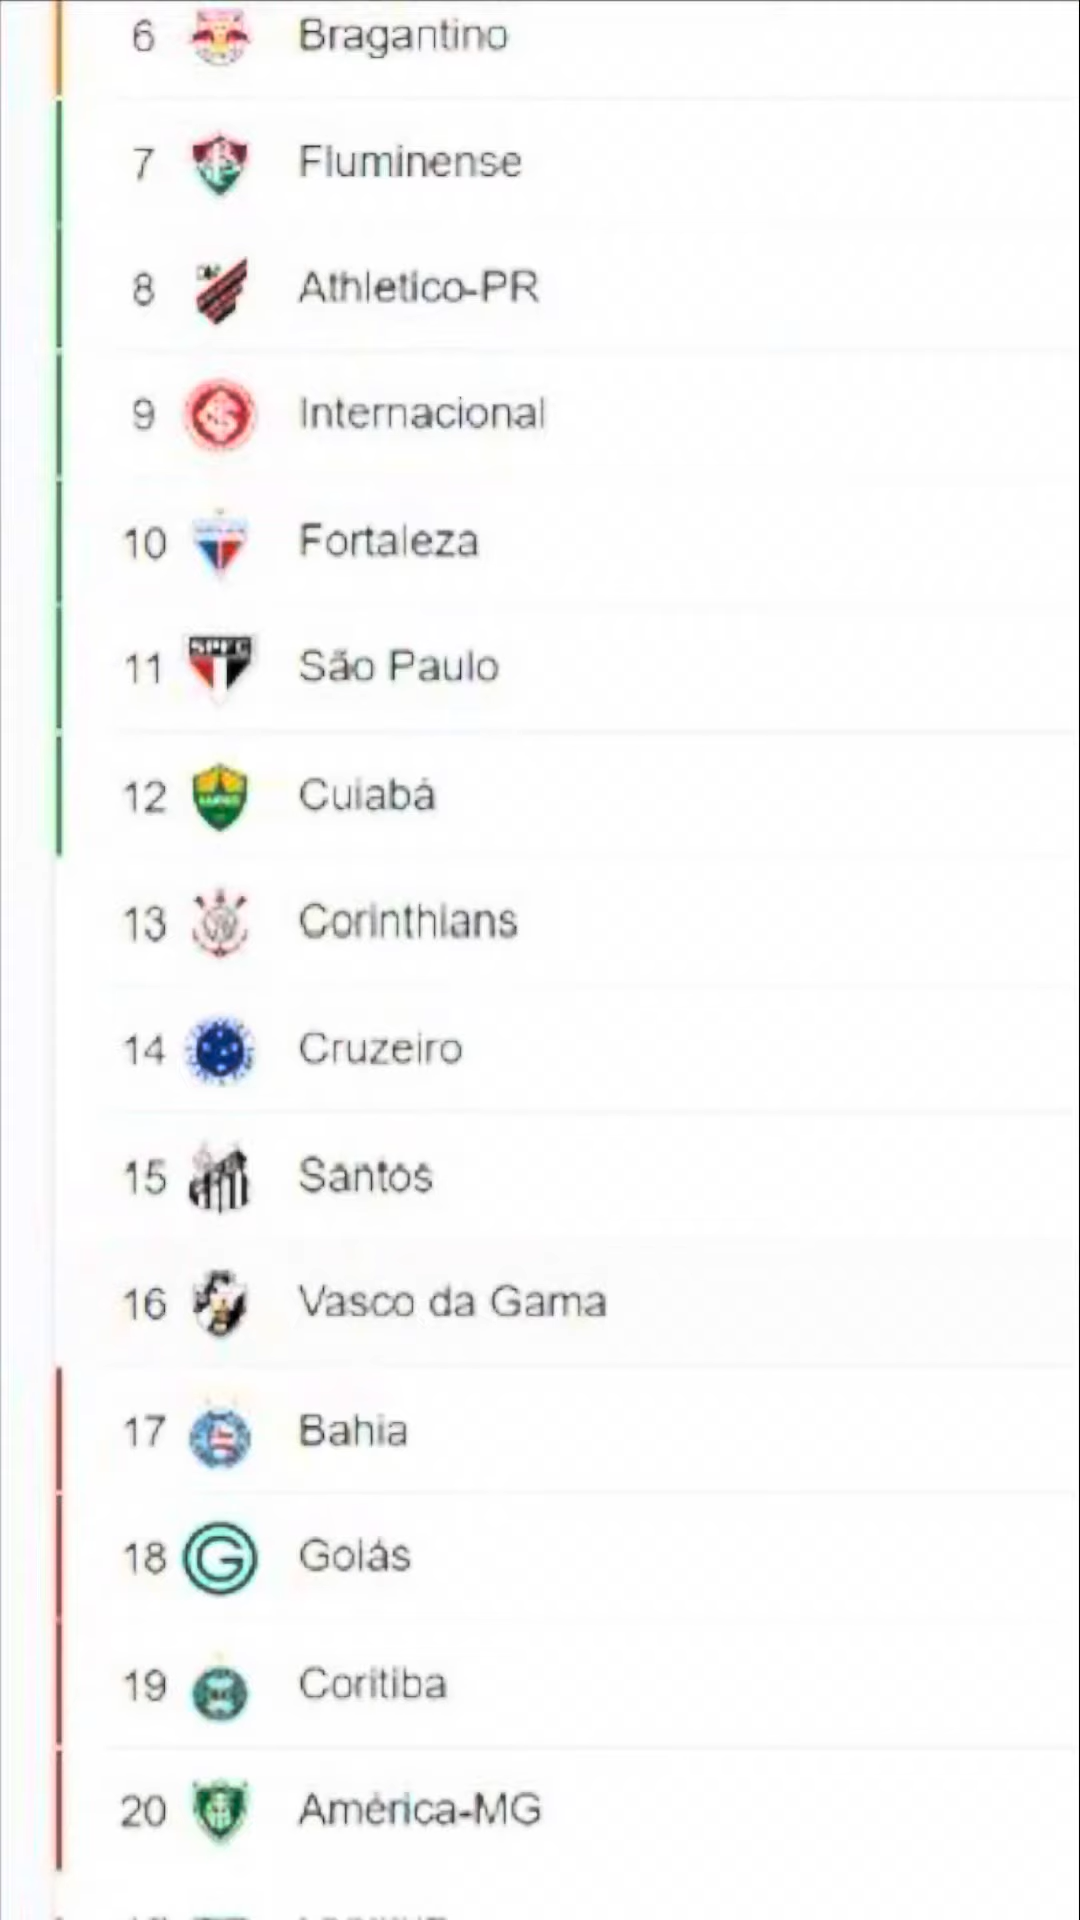 6 Bragantino
7 Fluminense
8 Athletico-PR
9 Internacional
10 Fortaleza
SPFC
11 São Paulo
12 Cuiabá
13 Corinthians
14 Cruzeiro
15 Santos
16 Vasco da Gama
17 Bahia
18 G Goiás
19 Coritiba
20 América-MG